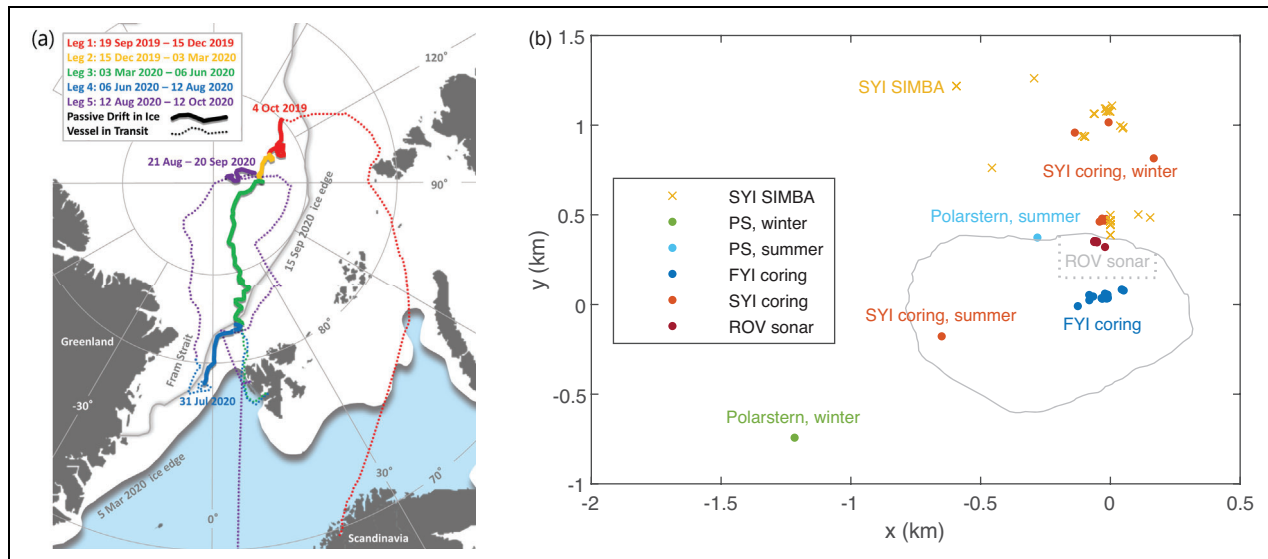 (a)
Leg 1: 19 Sep 2019 – 15 Dec 2019
Leg 2: 15 Dec 2019 – 03 Mar 2020
Leg 3: 03 Mar 2020 – 06 Jun 2020
Leg 4: 06 Jun 2020 – 12 Aug 2020
Leg 5: 12 Aug 2020 – 12 Oct 2020
Passive Drift in Ice
Vessel in Transit
120°
4 Oct 2019
21 Aug – 20 Sep 2020
90°
15 Sep 2020 ice edge
80°
Greenland
Fram Strait
-30°
31 Jul 2020
5 Mar 2020 ice edge
0°
30°
70°
Scandinavia
(b)
1.5
1
0.5
0
-0.5
-1
y (km)
-2
-1.5
-1
-0.5
0
0.5
x (km)
SYI SIMBA
SYI coring, winter
Polarstern, summer
ROV sonar
FYI coring
SYI coring, summer
Polarstern, winter
SYI SIMBA
PS, winter
PS, summer
FYI coring
SYI coring
ROV sonar